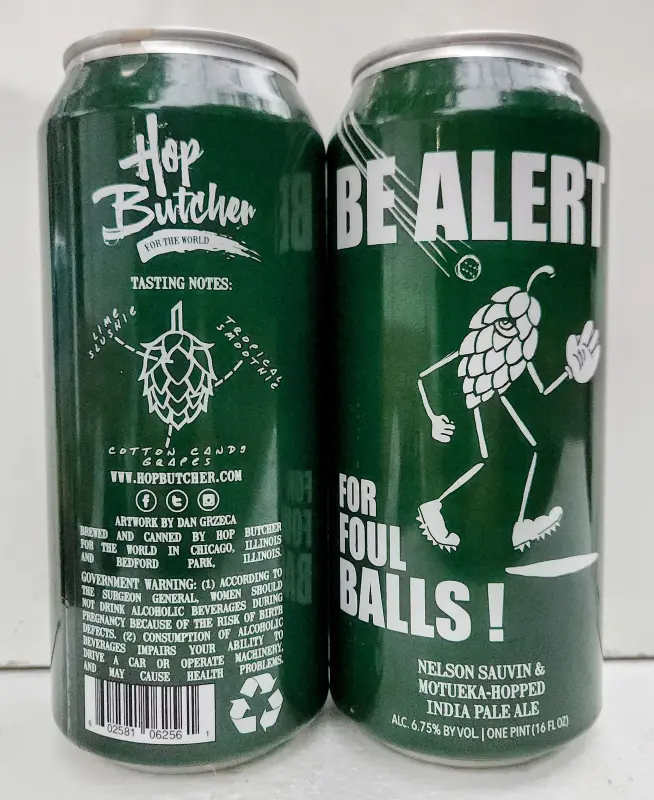 Hop
Butcher
FOR THE WORLD
TASTING NOTES:
LIME
SLUSHIE
TROPICAL
SMOOTHIE
COTTON CANDY
GRAPES
WWW.HOPBUTCHER.COM
ARTWORK BY DAN GRZECA
BREWED AND CANNED BY HOP BUTCHER
FOR THE WORLD IN CHICAGO, ILLINOIS
AND BEDFORD PARK, ILLINOIS.
GOVERNMENT WARNING: (1) ACCORDING TO
THE SURGEON GENERAL, WOMEN SHOULD
NOT DRINK ALCOHOLIC BEVERAGES DURING
PREGNANCY BECAUSE OF THE RISK OF BIRTH
DEFECTS. (2) CONSUMPTION OF ALCOHOLIC
BEVERAGES IMPAIRS YOUR ABILITY TO
DRIVE A CAR OR OPERATE MACHINERY,
AND MAY CAUSE HEALTH PROBLEMS.
6 02581 06256 1
BE ALERT
FOR
FOUL
BALLS !
NELSON SAUVIN &
MOTUEKA-HOPPED
INDIA PALE ALE
ALC. 6.75% BY VOL | ONE PINT (16 FL OZ)